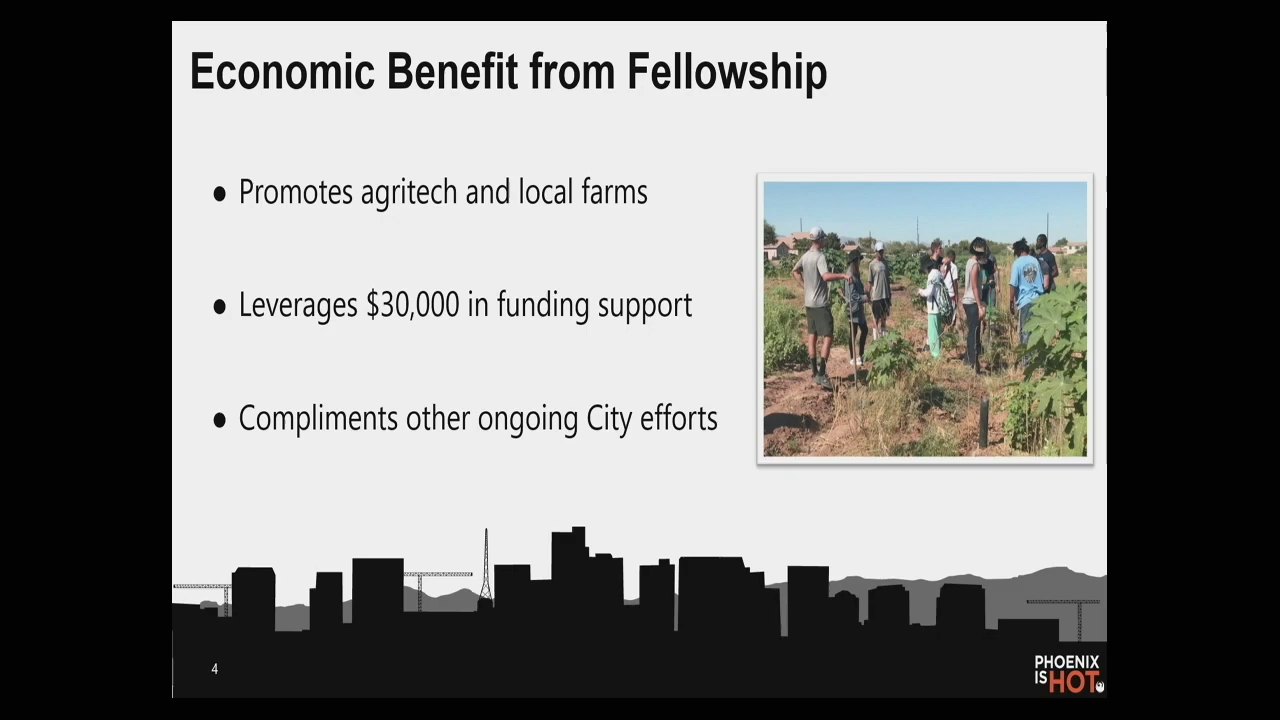 Economic Benefit from Fellowship
● Promotes agritech and local farms
● Leverages $30,000 in funding support
● Compliments other ongoing City efforts
4
PHOENIX
IS HOT